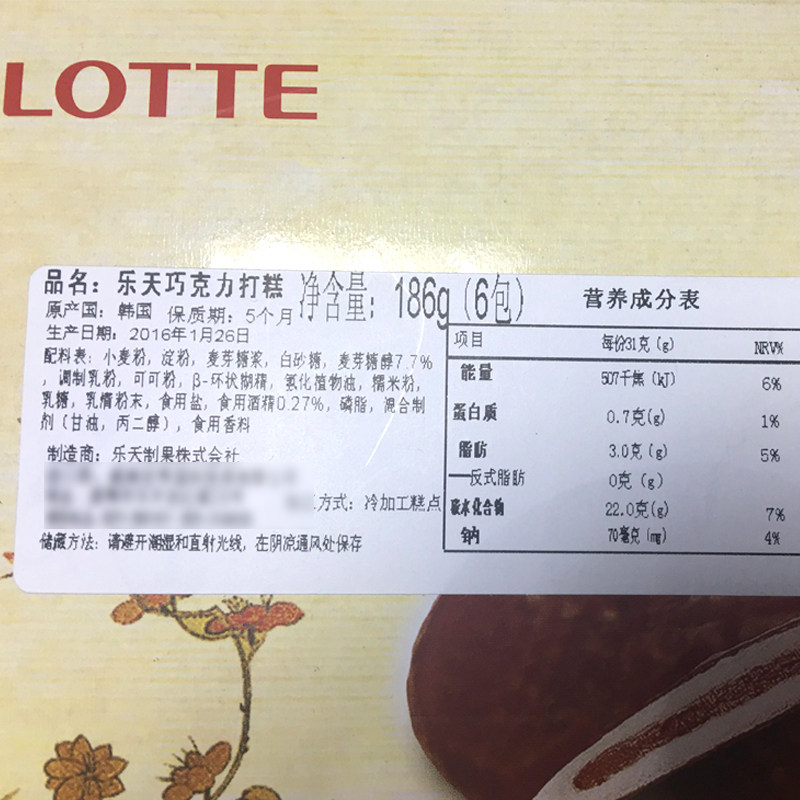 LOTTE
品名：乐天巧克力打糕 净含量：186g（6包）
原产国：韩国 保质期：5个月
生产日期：2016年1月26日
配料表：小麦粉，淀粉，麦芽糖浆，白砂糖，麦芽糖醇7.7%
，调制乳粉，可可粉，β-环状糊精，氢化植物油，糯米粉，
乳糖，乳脂粉末，食用盐，食用酒精0.27%，磷脂，混合制
剂（甘油，丙二醇），食用香料
制造商：乐天制果株式会社
方式：冷加工糕点
储藏方法：请避开潮湿和直射光线，在阴凉通风处保存
营养成分表
项目 每份31克（g） NRV%
能量 507千焦（kJ） 6%
蛋白质 0.7克(g) 1%
脂肪 3.0克（g） 5%
一反式脂肪 0克（g）
碳水化合物 22.0克(g) 7%
钠 70毫克（mg） 4%